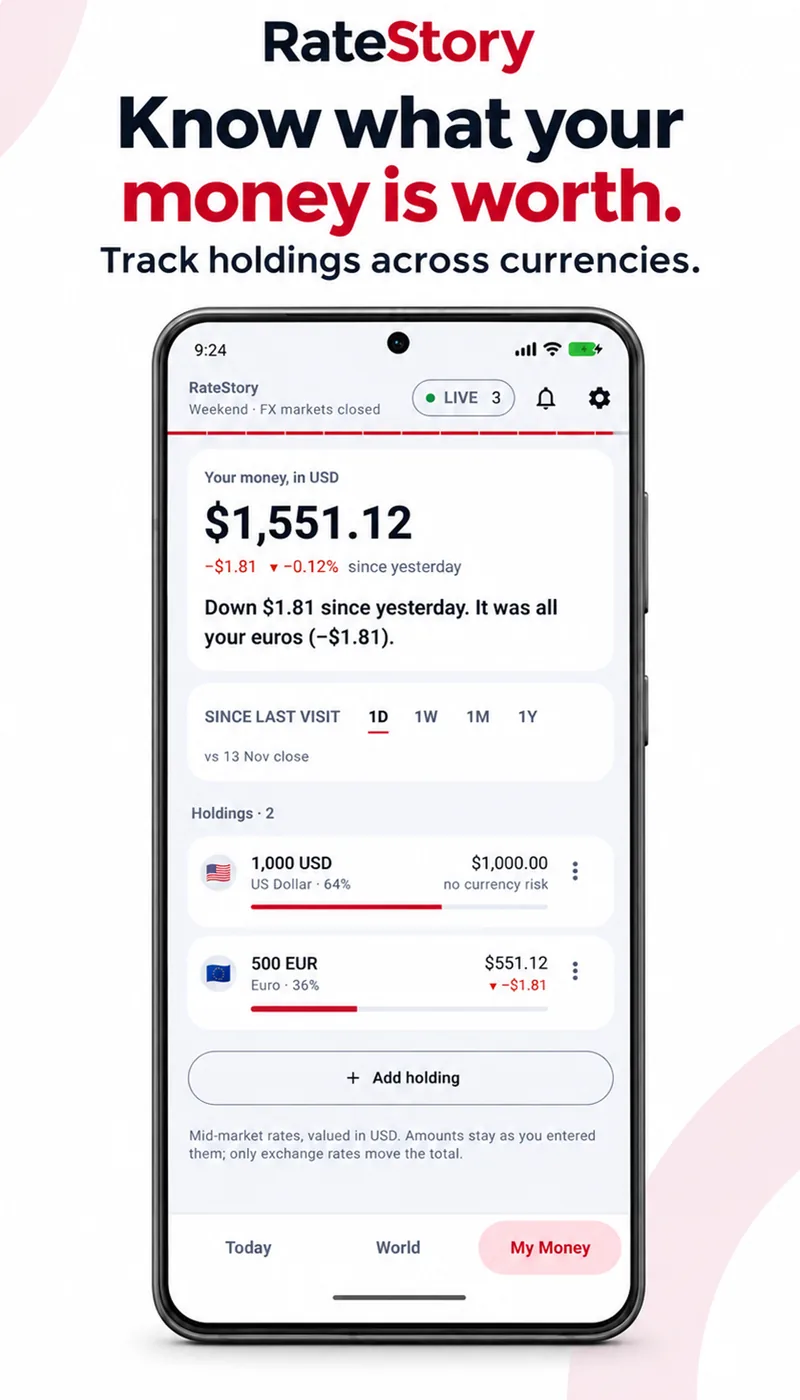 RateStory
Know what your
money is worth.
Track holdings across currencies.
9:24
RateStory
Weekend · FX markets closed
LIVE 3
Your money, in USD
$1,551.12
−$1.81 ▼ −0.12% since yesterday
Down $1.81 since yesterday. It was all
your euros (−$1.81).
SINCE LAST VISIT 1D 1W 1M 1Y
vs 13 Nov close
Holdings · 2
1,000 USD $1,000.00
US Dollar · 64% no currency risk
500 EUR $551.12
Euro · 36% ▼ −$1.81
+ Add holding
Mid-market rates, valued in USD. Amounts stay as you entered
them; only exchange rates move the total.
Today World My Money